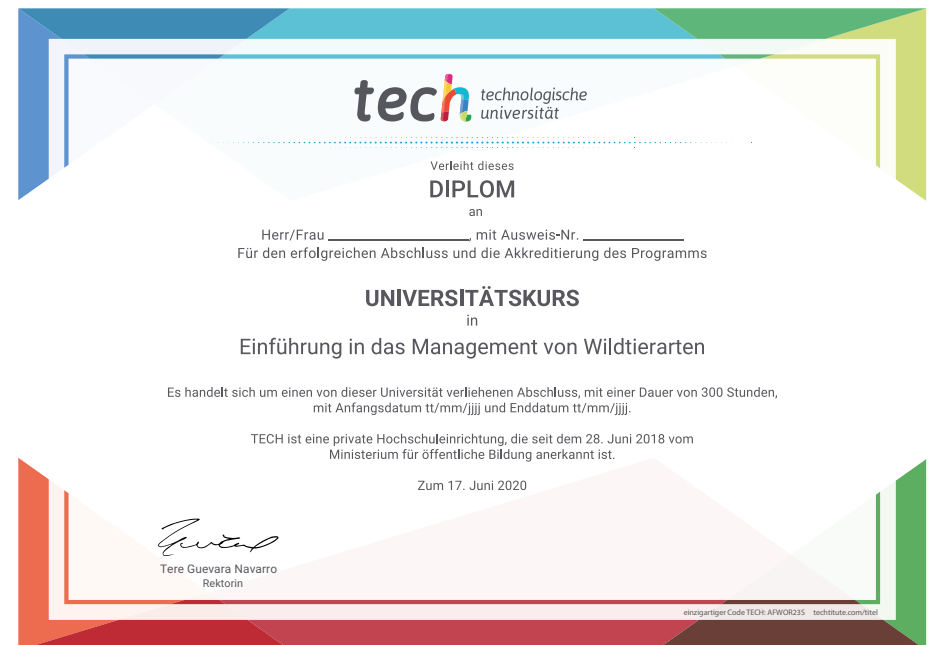 tech technologische
universität
Verleiht dieses
DIPLOM
an
Herr/Frau ____________, mit Ausweis-Nr. ____________
Für den erfolgreichen Abschluss und die Akkreditierung des Programms
UNIVERSITÄTSKURS
in
Einführung in das Management von Wildtierarten
Es handelt sich um einen von dieser Universität verliehenen Abschluss, mit einer Dauer von 300 Stunden,
mit Anfangsdatum tt/mm/jjjj und Enddatum tt/mm/jjjj.
TECH ist eine private Hochschuleinrichtung, die seit dem 28. Juni 2018 vom
Ministerium für öffentliche Bildung anerkannt ist.
Zum 17. Juni 2020
Tere Guevara Navarro
Rektorin
einzigartiger Code TECH: AFWOR23S techtitute.com/titel